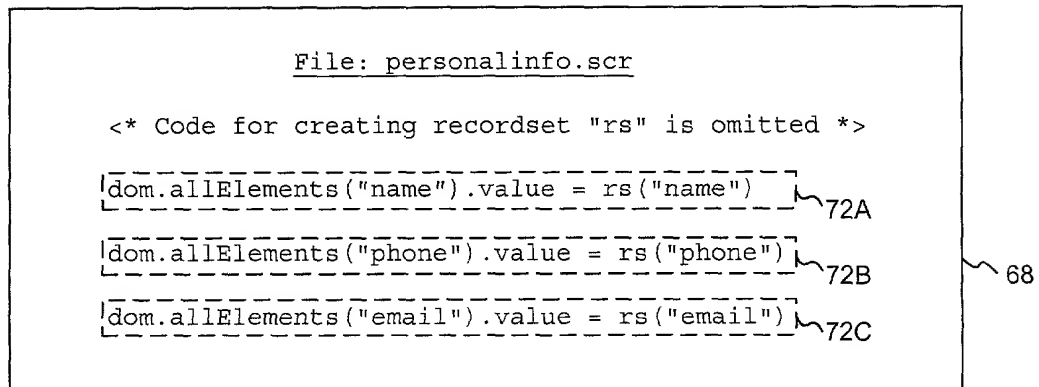 File: personalinfo.scr
<* Code for creating recordset "rs" is omitted *>
dom.allElements("name").value = rs("name")
72A
dom.allElements("phone").value = rs("phone")
72B
68
dom.allElements("email").value = rs("email")
72C